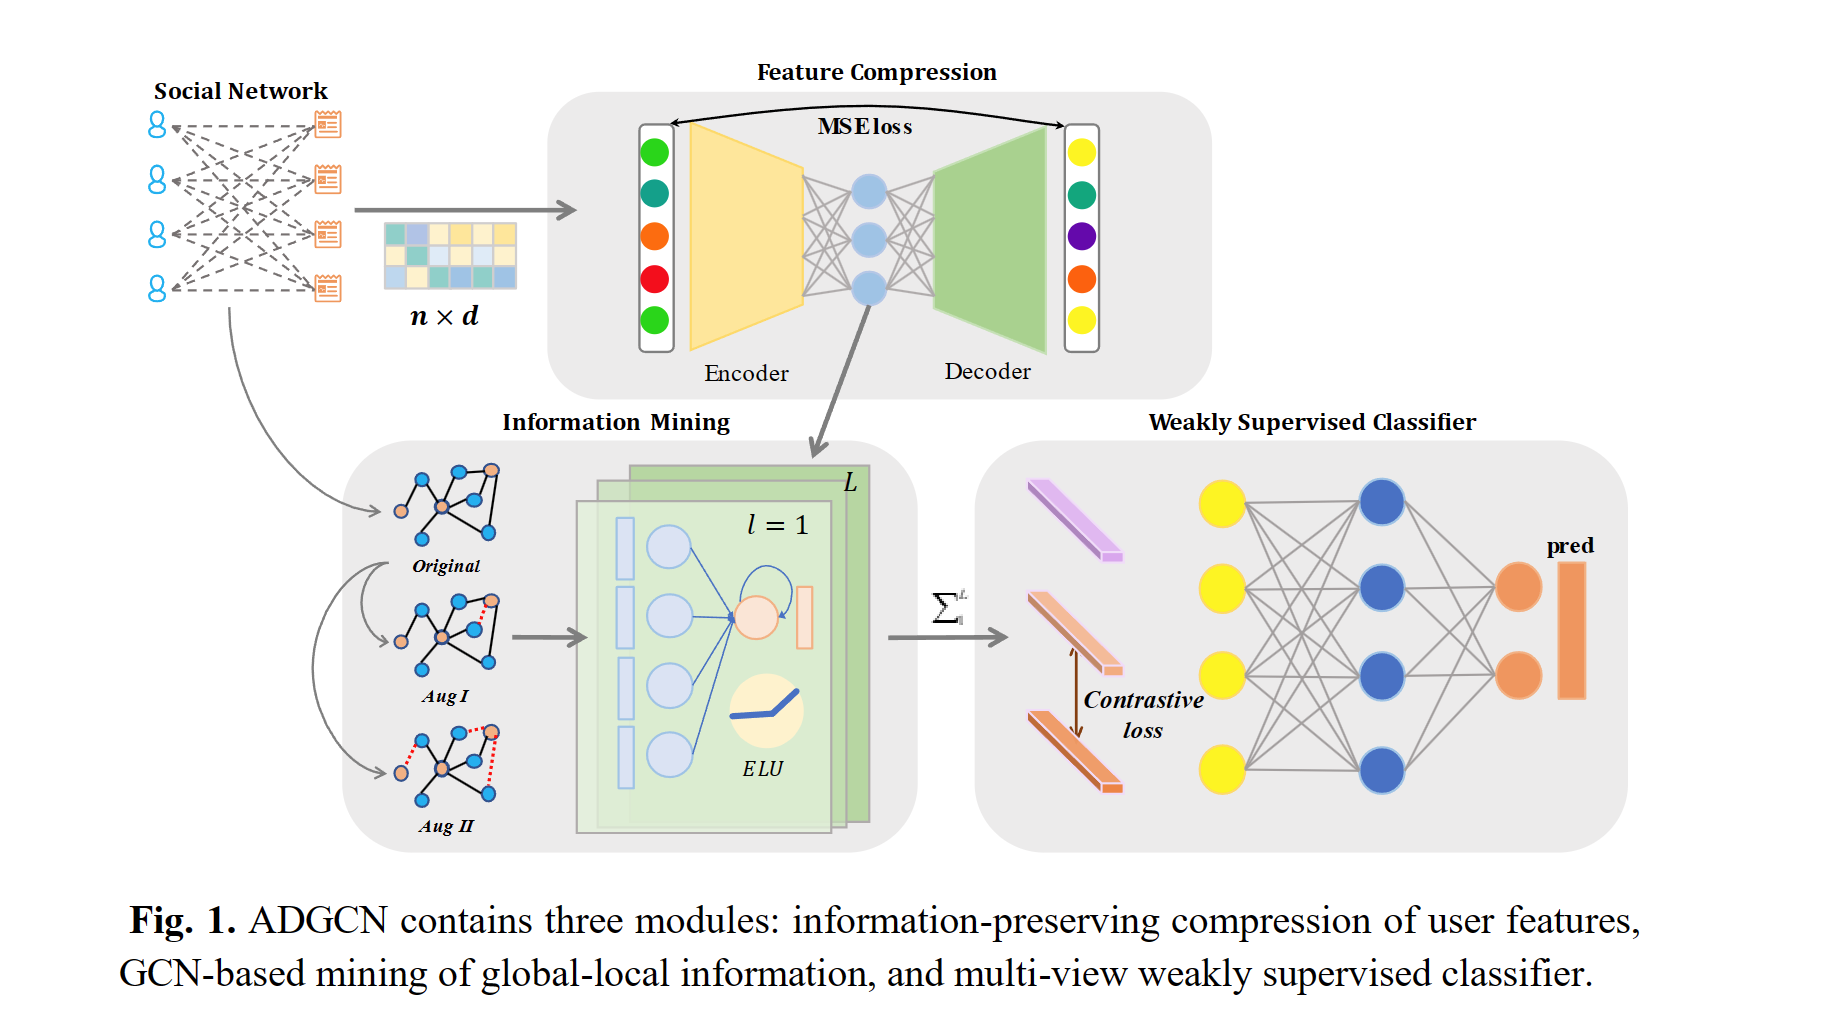 Feature Compression
Social Network
MSE loss
n × d
Encoder
Decoder
Information Mining
Weakly Supervised Classifier
L
l = 1
Original
pred
Aug I
Contrastive
loss
ELU
Aug II
Fig. 1. ADGCN contains three modules: information-preserving compression of user features,
GCN-based mining of global-local information, and multi-view weakly supervised classifier.